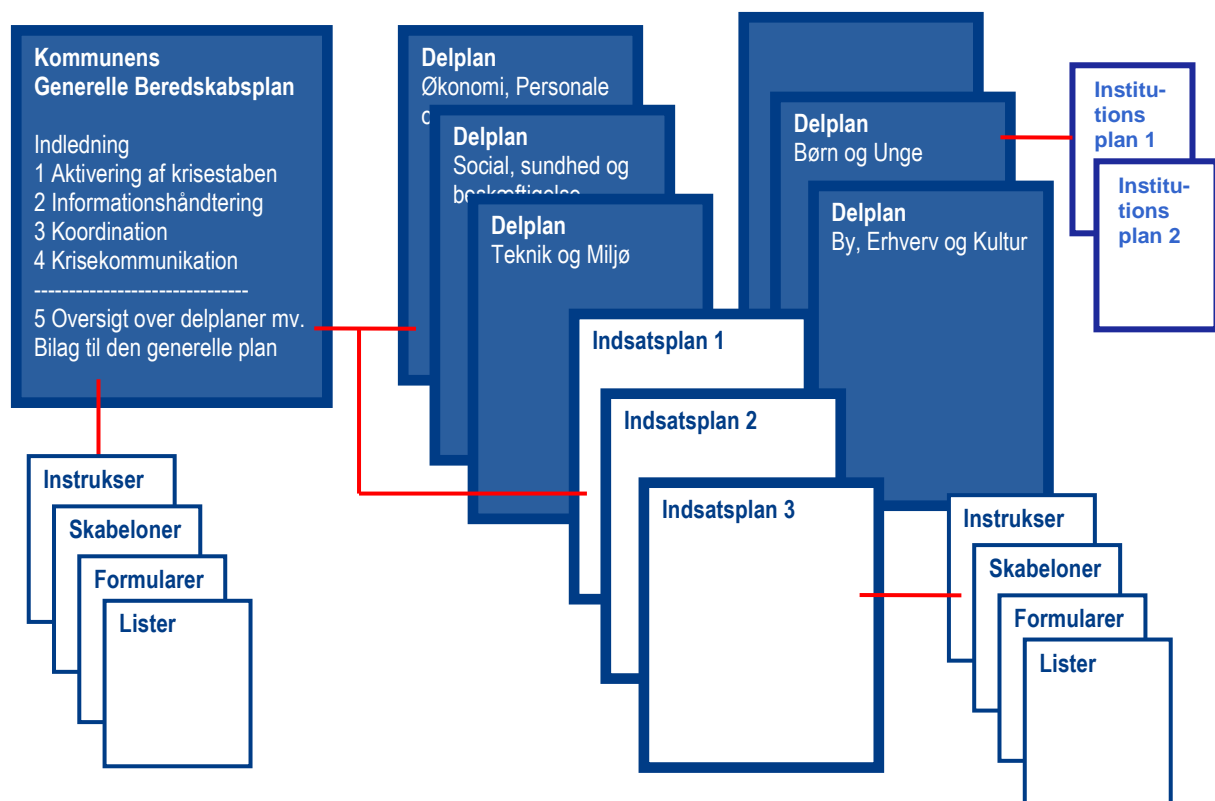 Kommunens
Generelle Beredskabsplan
Indledning
1 Aktivering af krisestaben
2 Informationshåndtering
3 Koordination
4 Krisekommunikation
-------------------------------
5 Oversigt over delplaner mv.
Bilag til den generelle plan
Instrukser
Skabeloner
Formularer
Lister
Delplan
Økonomi, Personale
Delplan
Social, sundhed og
beskæftigelse
Delplan
Teknik og Miljø
Indsatsplan 1
Indsatsplan 2
Indsatsplan 3
Delplan
Børn og Unge
Delplan
By, Erhverv og Kultur
Institu-
tions
plan 1
Institu-
tions
plan 2
Instrukser
Skabeloner
Formularer
Lister